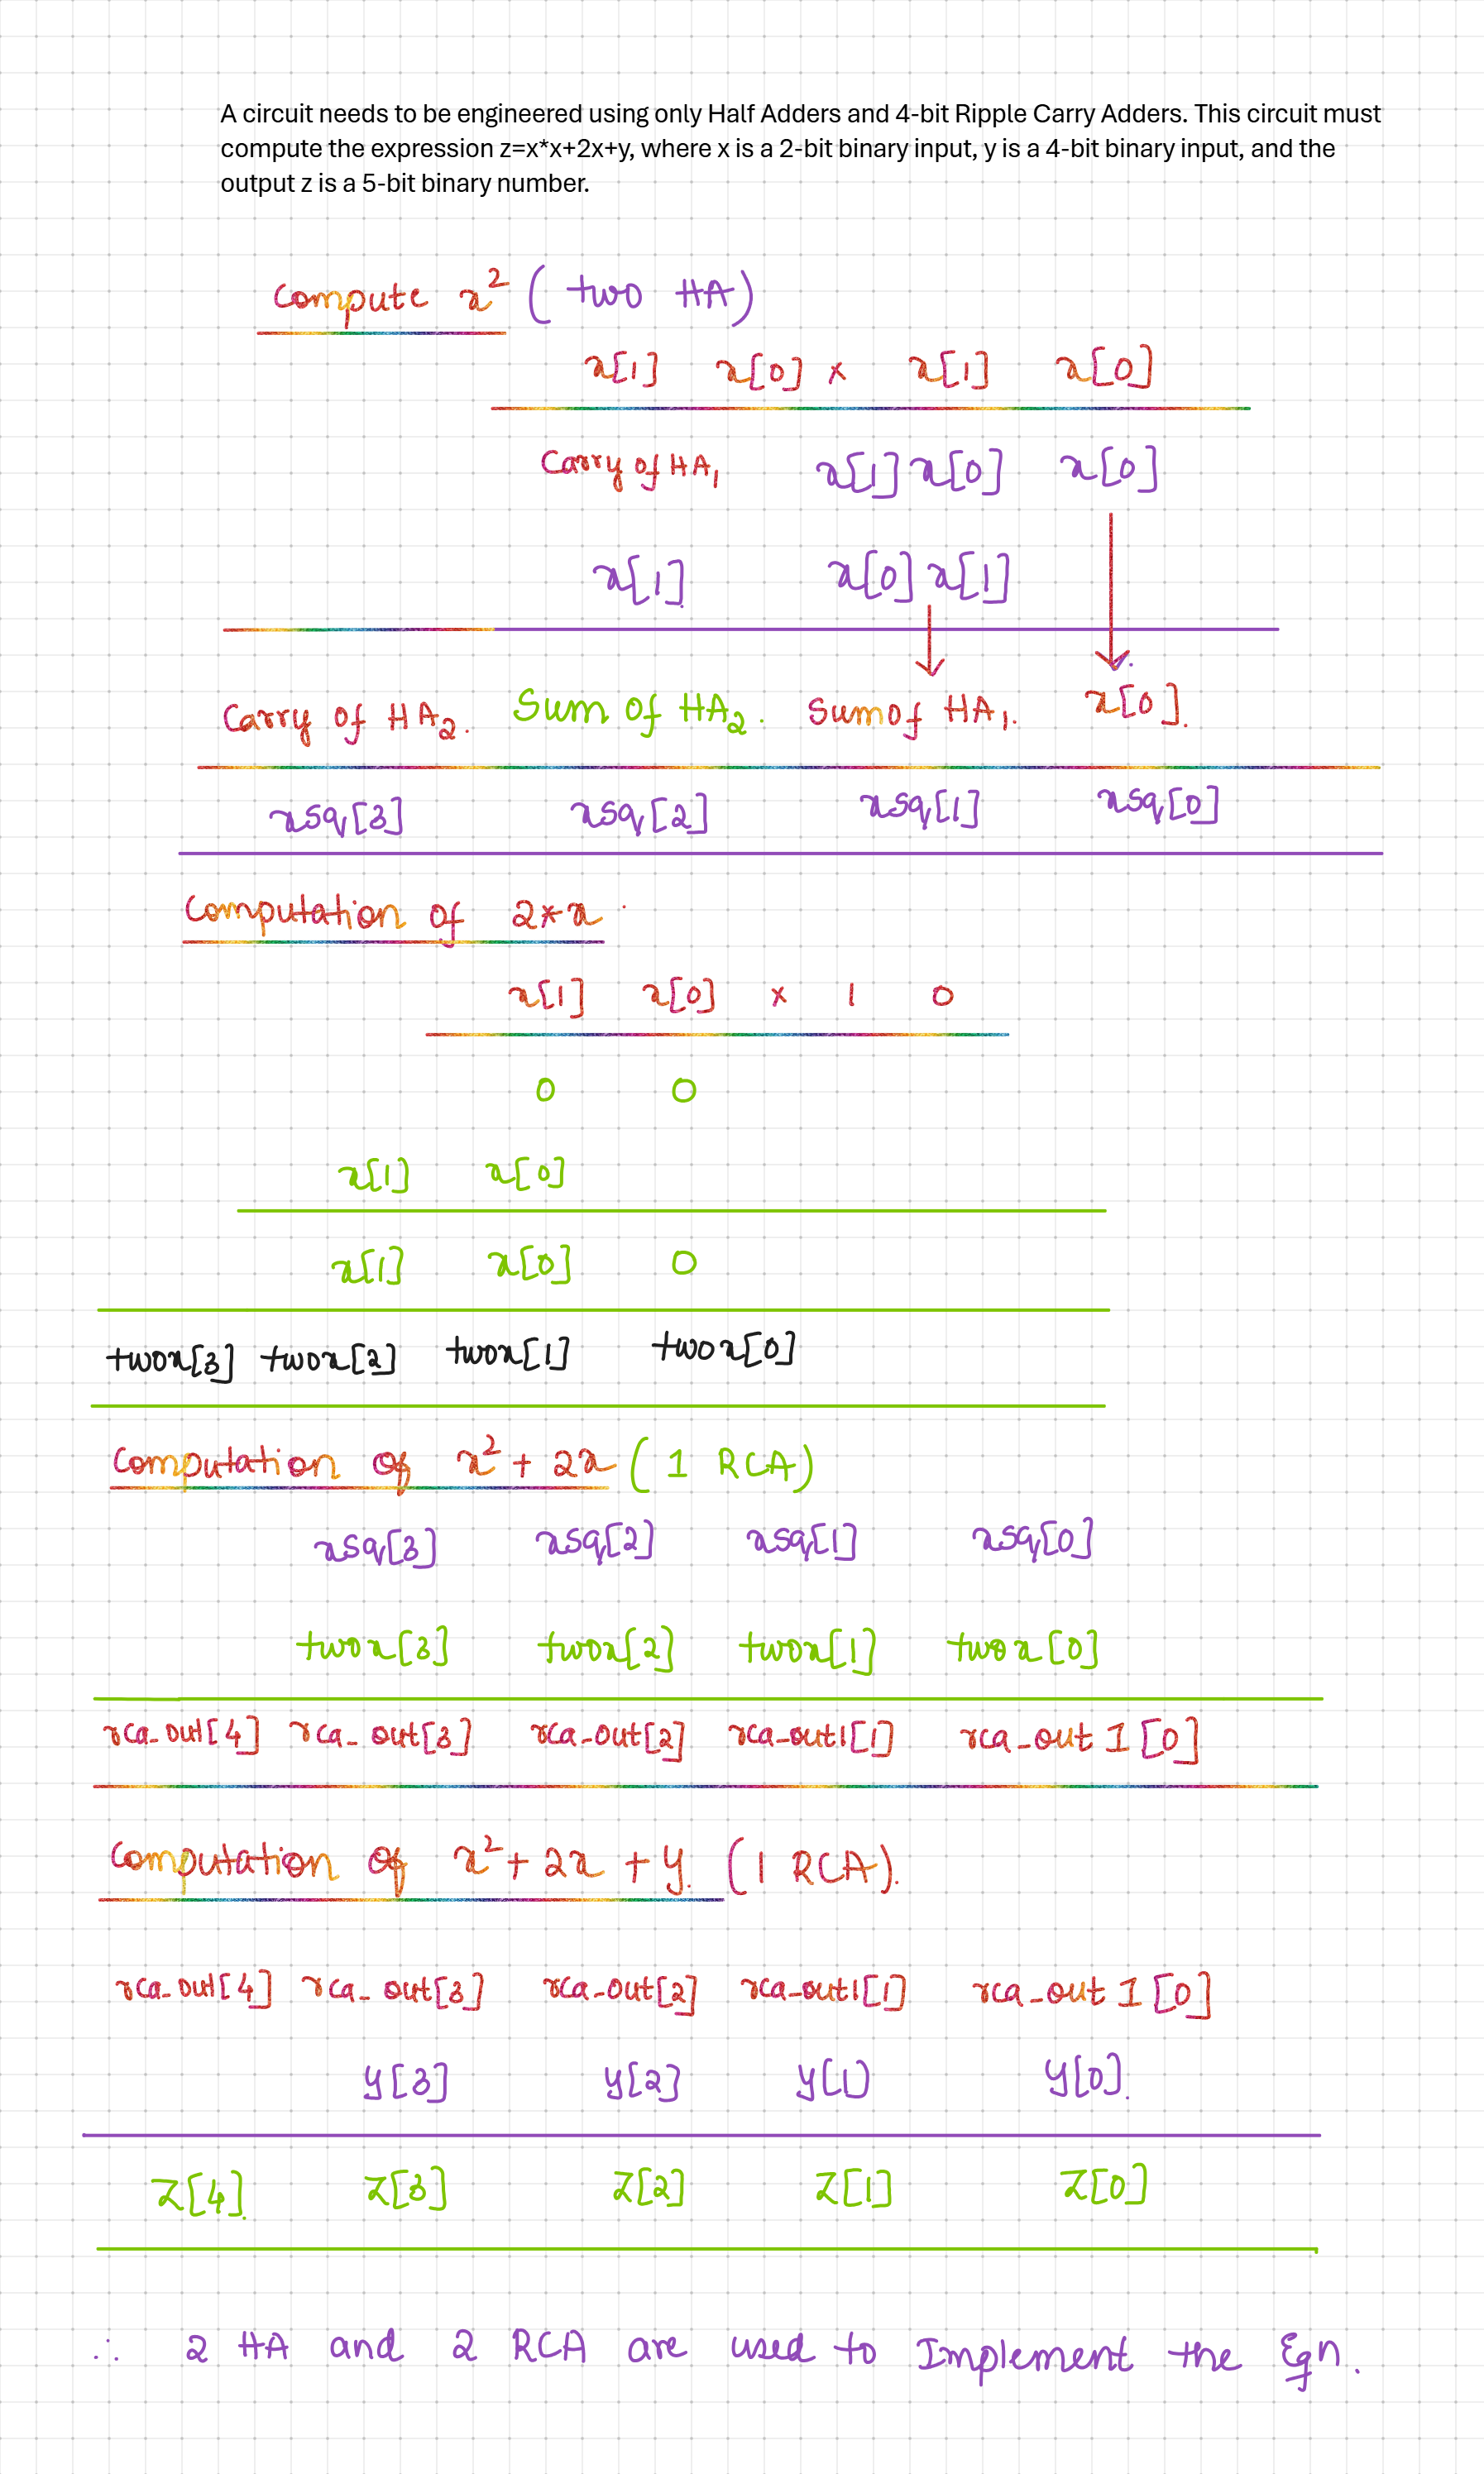 A circuit needs to be engineered using only Half Adders and 4-bit Ripple Carry Adders. This circuit must
compute the expression z=x*x+2x+y, where x is a 2-bit binary input, y is a 4-bit binary input, and the
output z is a 5-bit binary number.
Compute x² (two HA)
x[1] x[0] × x[1] x[0]
Carry of HA₁ x[1] x[0] x[0]
x[1] x[0] x[1]
Carry of HA₂. Sum of HA₂. Sum of HA₁. x[0].
xsq[3] xsq[2] xsq[1] xsq[0]
Computation of 2*x
x[1] x[0] × 1 0
0 0
x[1] x[0]
x[1] x[0] 0
twox[3] twox[2] twox[1] twox[0]
Computation of x² + 2x (1 RCA)
xsq[3] xsq[2] xsq[1] xsq[0]
twox[3] twox[2] twox[1] twox[0]
rca_out[4] rca_out[3] rca_out[2] rca_out1[1] rca_out1[0]
Computation of x² + 2x + y. (1 RCA).
rca_out[4] rca_out[3] rca_out[2] rca_out1[1] rca_out1[0]
y[3] y[2] y[1] y[0].
Z[4] Z[3] Z[2] Z[1] Z[0]
∴ 2 HA and 2 RCA are used to Implement the Eqn.